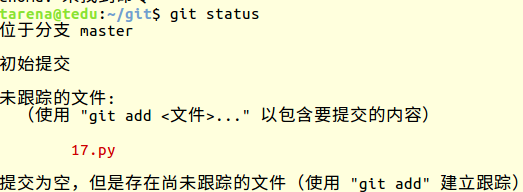 tarena@tedu:~/git$ git status
位于分支 master
初始提交
未跟踪的文件:
（使用 "git add <文件>..." 以包含要提交的内容）
17.py
提交为空，但是存在尚未跟踪的文件（使用 "git add" 建立跟踪）